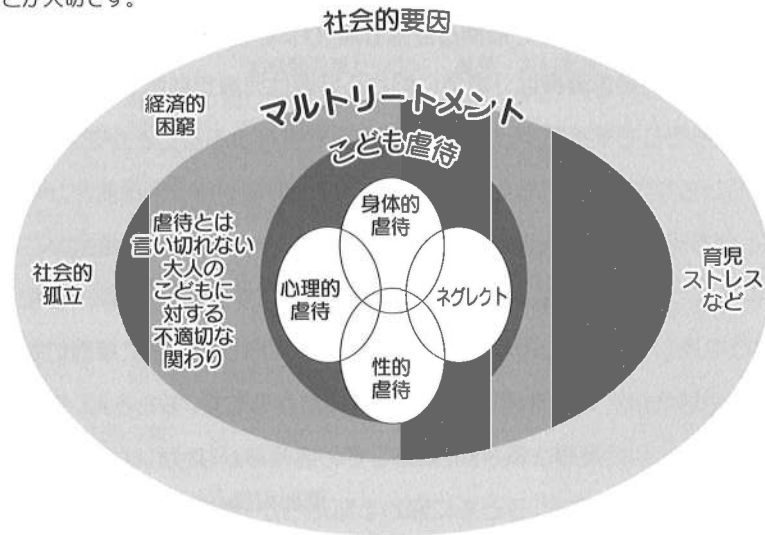 とが大切です。
社会的要因
経済的
困窮
マルトリートメント
こども虐待
虐待とは
言い切れない
大人の
こどもに
対する
不適切な
関わり
社会的
孤立
身体的
虐待
心理的
虐待
ネグレクト
性的
虐待
育児
ストレス
など